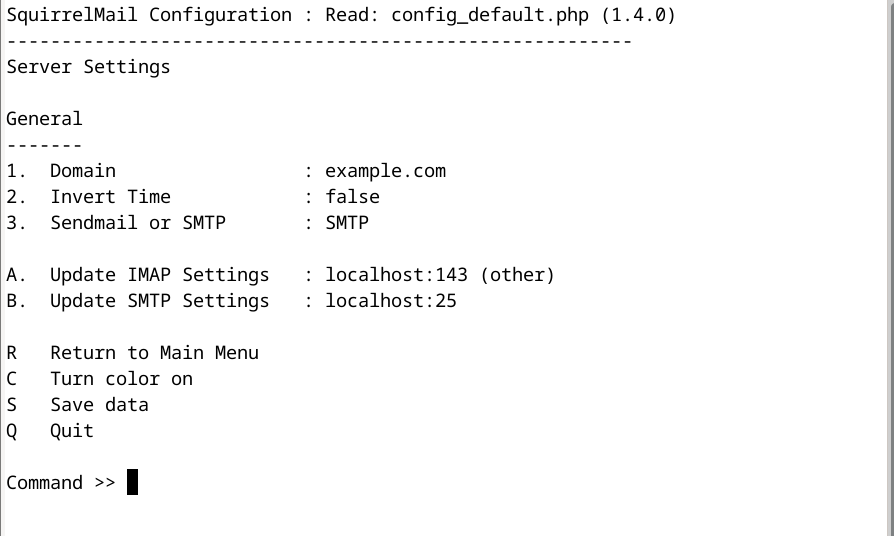 SquirrelMail Configuration : Read: config_default.php (1.4.0)
---------------------------------------------------------
Server Settings
General
-------
1.  Domain                 : example.com
2.  Invert Time            : false
3.  Sendmail or SMTP       : SMTP
A.  Update IMAP Settings   : localhost:143 (other)
B.  Update SMTP Settings   : localhost:25
R   Return to Main Menu
C   Turn color on
S   Save data
Q   Quit
Command >>